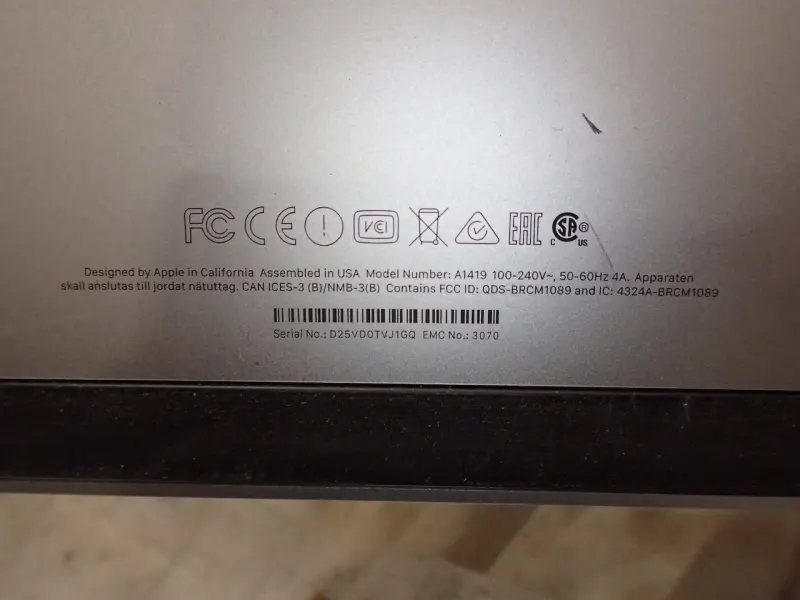 FC CE ! VCI EAC C SA ® US
Designed by Apple in California Assembled in USA Model Number: A1419 100-240V~, 50-60Hz 4A. Apparaten
skall anslutas till jordat nätuttag. CAN ICES-3 (B)/NMB-3(B) Contains FCC ID: QDS-BRCM1089 and IC: 4324A-BRCM1089
Serial No.: D25VD0TVJ1GQ EMC No.: 3070